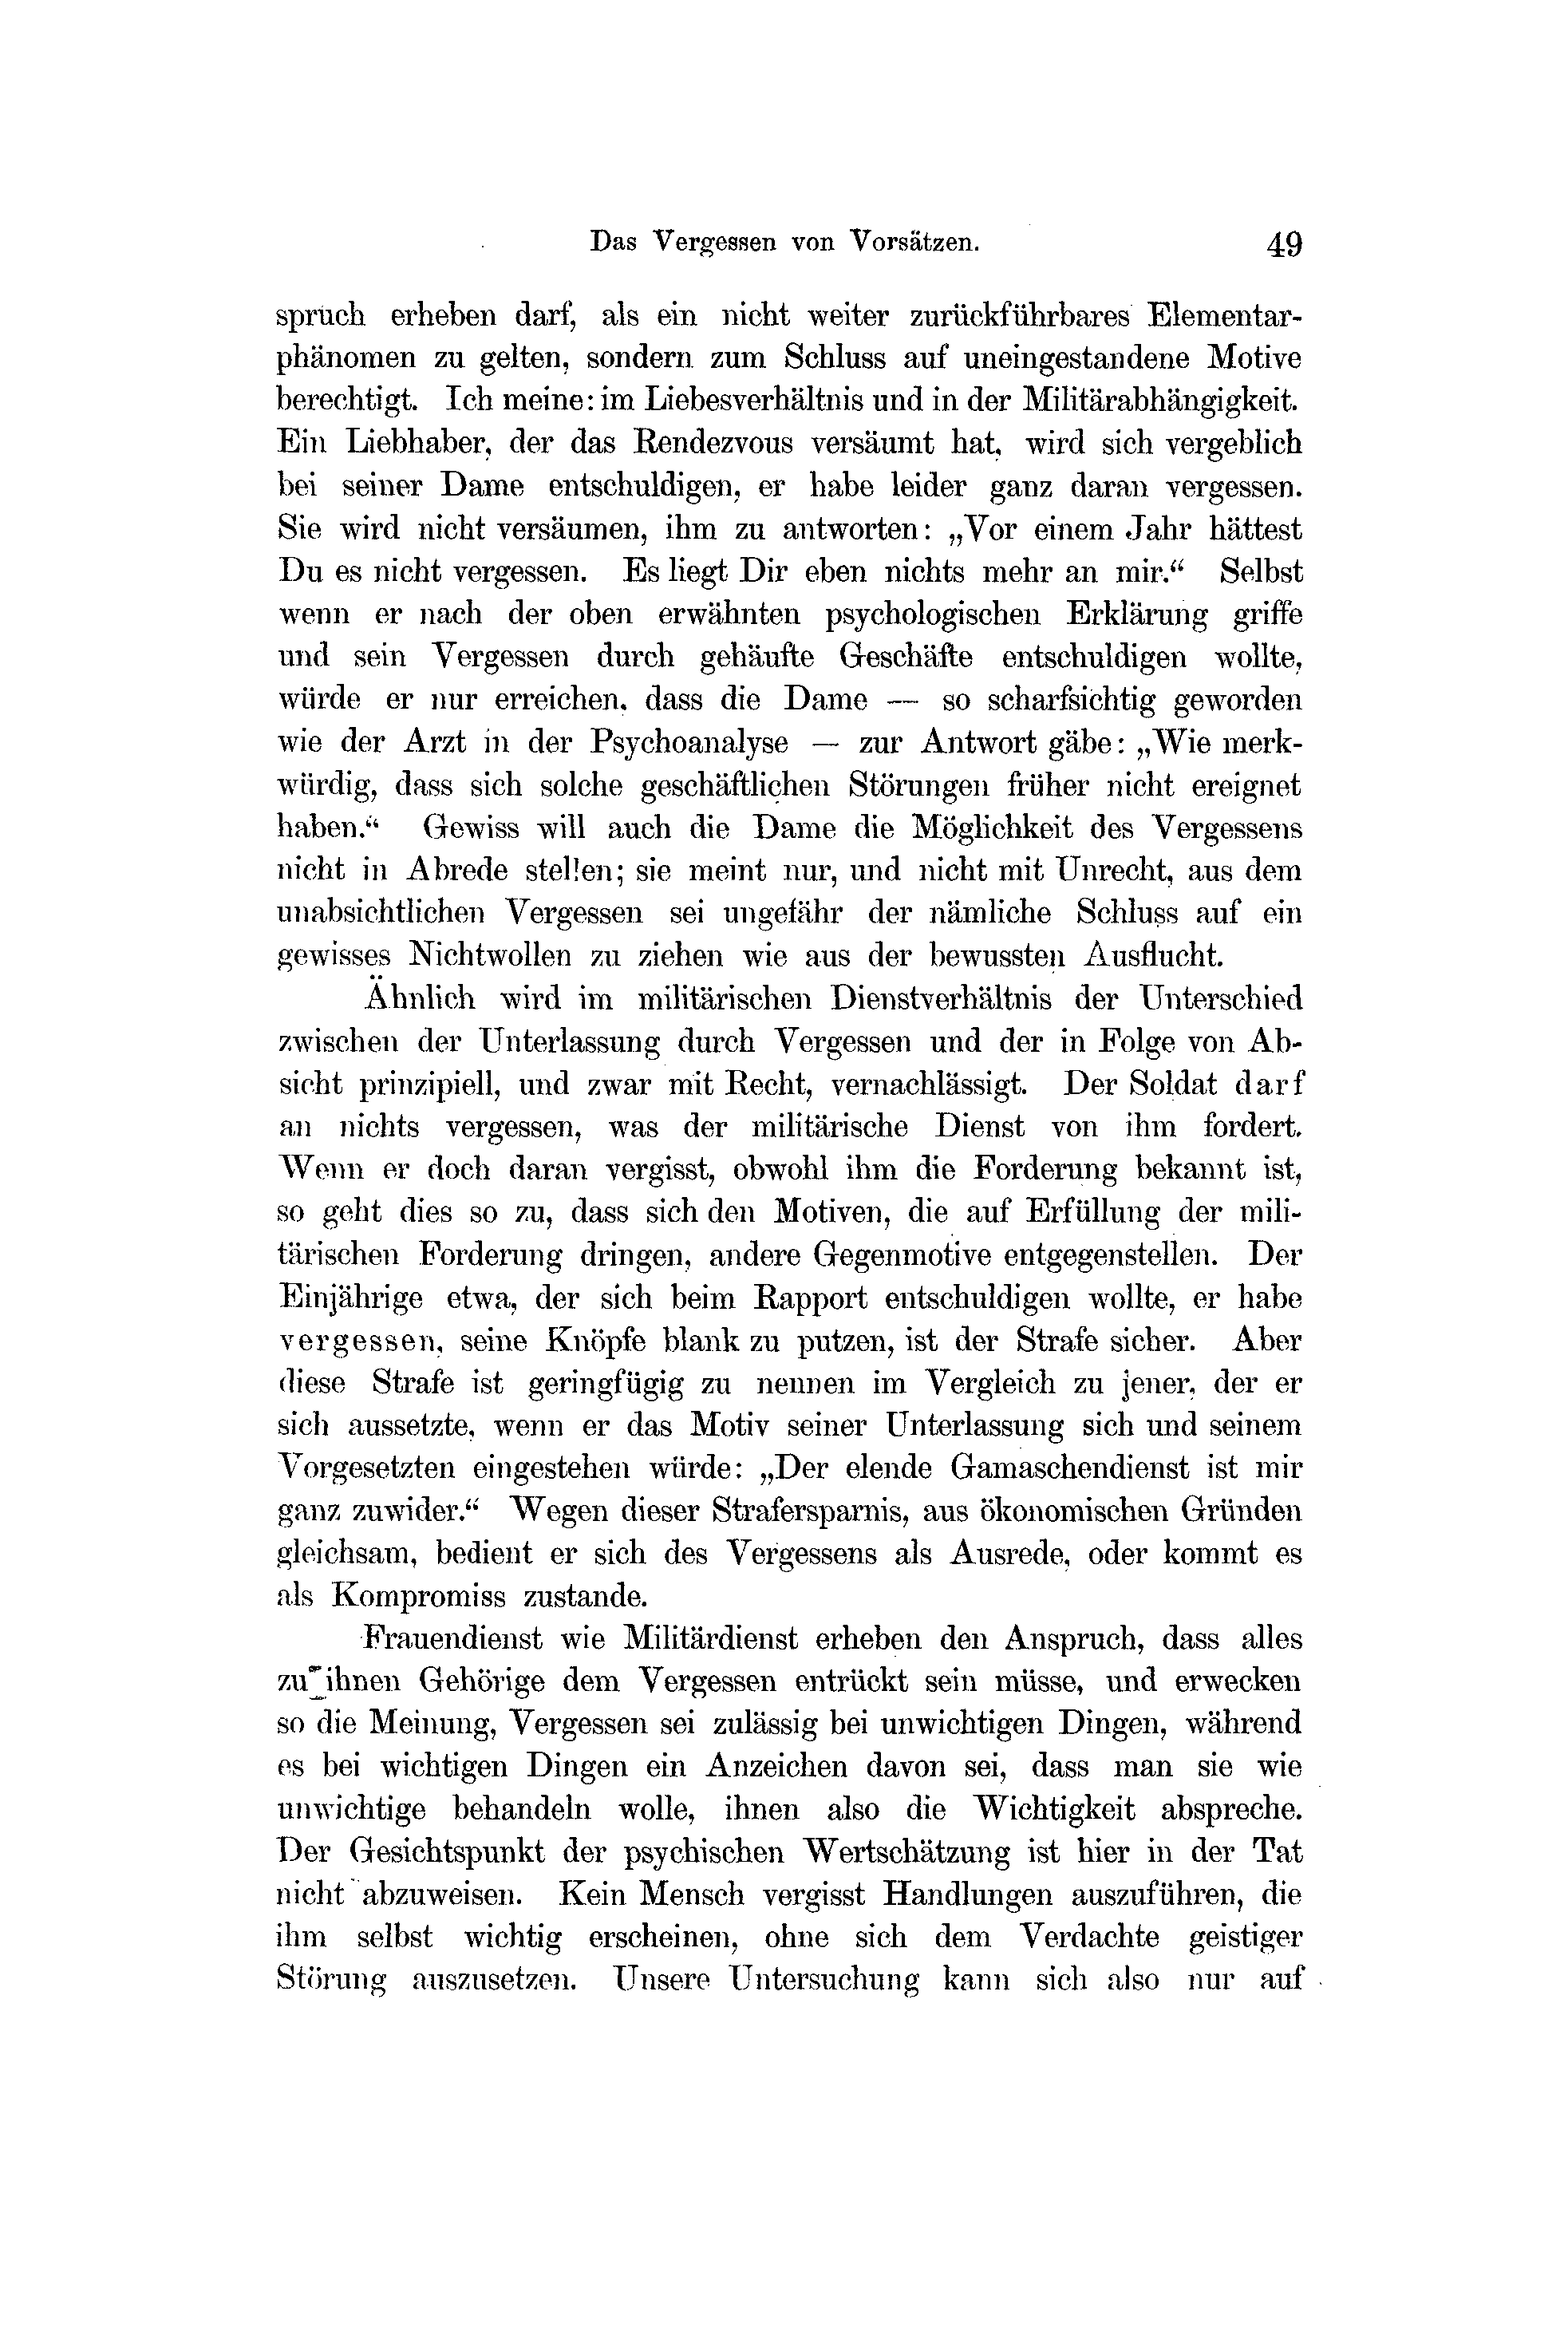 Das Vergessen von Vorsätzen. 49
spruch erheben darf, als ein nicht weiter zurückführbares Elementar-
phänomen zu gelten, sondern zum Schluss auf uneingestandene Motive
berechtigt. Ich meine: im Liebesverhältnis und in der Militärabhängigkeit.
Ein Liebhaber, der das Rendezvous versäumt hat, wird sich vergeblich
bei seiner Dame entschuldigen, er habe leider ganz daran vergessen.
Sie wird nicht versäumen, ihm zu antworten: „Vor einem Jahr hättest
Du es nicht vergessen. Es liegt Dir eben nichts mehr an mir.“ Selbst
wenn er nach der oben erwähnten psychologischen Erklärung griffe
und sein Vergessen durch gehäufte Geschäfte entschuldigen wollte,
würde er nur erreichen, dass die Dame — so scharfsichtig geworden
wie der Arzt in der Psychoanalyse — zur Antwort gäbe: „Wie merk-
würdig, dass sich solche geschäftlichen Störungen früher nicht ereignet
haben.“ Gewiss will auch die Dame die Möglichkeit des Vergessens
nicht in Abrede stellen; sie meint nur, und nicht mit Unrecht, aus dem
unabsichtlichen Vergessen sei ungefähr der nämliche Schluss auf ein
gewisses Nichtwollen zu ziehen wie aus der bewussten Ausflucht.
Ähnlich wird im militärischen Dienstverhältnis der Unterschied
zwischen der Unterlassung durch Vergessen und der in Folge von Ab-
sicht prinzipiell, und zwar mit Recht, vernachlässigt. Der Soldat darf
an nichts vergessen, was der militärische Dienst von ihm fordert.
Wenn er doch daran vergisst, obwohl ihm die Forderung bekannt ist,
so geht dies so zu, dass sich den Motiven, die auf Erfüllung der mili-
tärischen Forderung dringen, andere Gegenmotive entgegenstellen. Der
Einjährige etwa, der sich beim Rapport entschuldigen wollte, er habe
vergessen, seine Knöpfe blank zu putzen, ist der Strafe sicher. Aber
diese Strafe ist geringfügig zu nennen im Vergleich zu jener, der er
sich aussetzte, wenn er das Motiv seiner Unterlassung sich und seinem
Vorgesetzten eingestehen würde: „Der elende Gamaschendienst ist mir
ganz zuwider.“ Wegen dieser Strafersparnis, aus ökonomischen Gründen
gleichsam, bedient er sich des Vergessens als Ausrede, oder kommt es
als Kompromiss zustande.
Frauendienst wie Militärdienst erheben den Anspruch, dass alles
zu ihnen Gehörige dem Vergessen entrückt sein müsse, und erwecken
so die Meinung, Vergessen sei zulässig bei unwichtigen Dingen, während
es bei wichtigen Dingen ein Anzeichen davon sei, dass man sie wie
unwichtige behandeln wolle, ihnen also die Wichtigkeit abspreche.
Der Gesichtspunkt der psychischen Wertschätzung ist hier in der Tat
nicht abzuweisen. Kein Mensch vergisst Handlungen auszuführen, die
ihm selbst wichtig erscheinen, ohne sich dem Verdachte geistiger
Störung auszusetzen. Unsere Untersuchung kann sich also nur auf